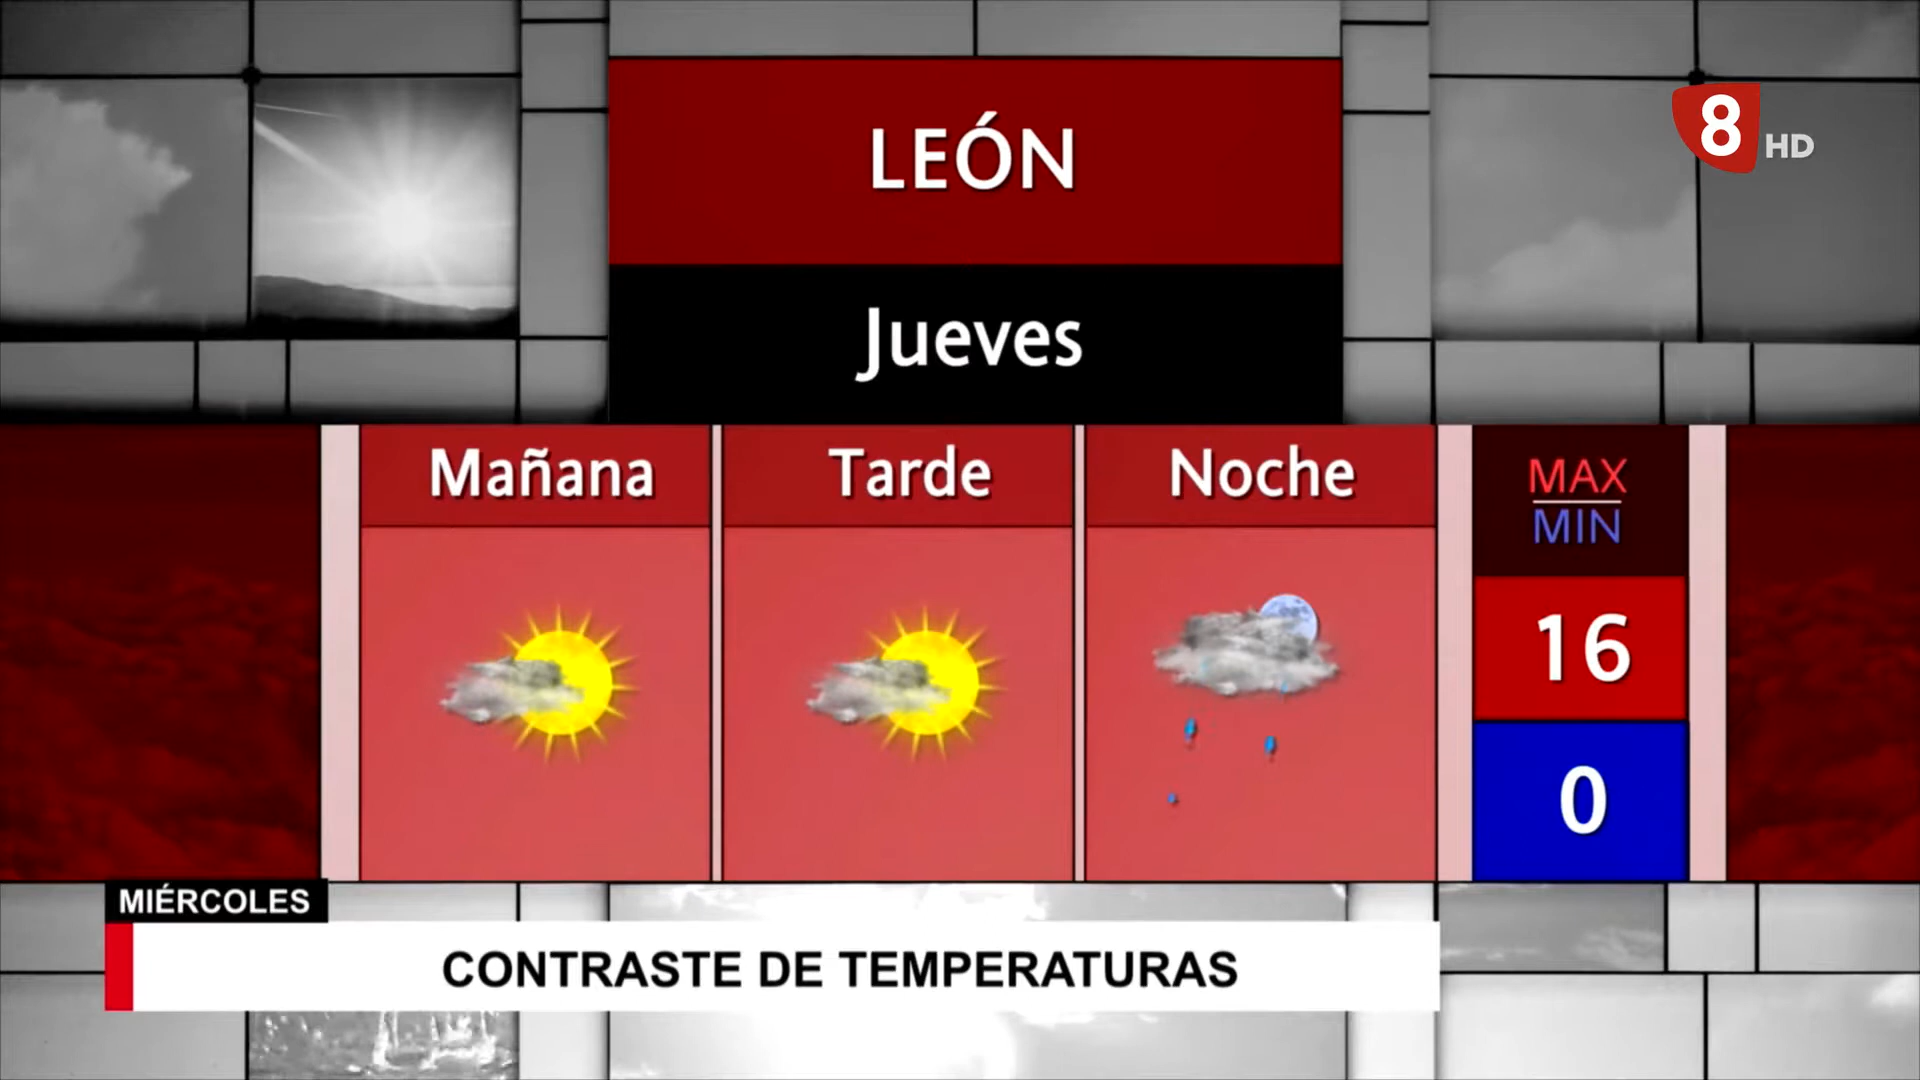 LEÓN
8 HD
Jueves
Mañana Tarde Noche MAX
MIN
16
0
MIÉRCOLES
CONTRASTE DE TEMPERATURAS